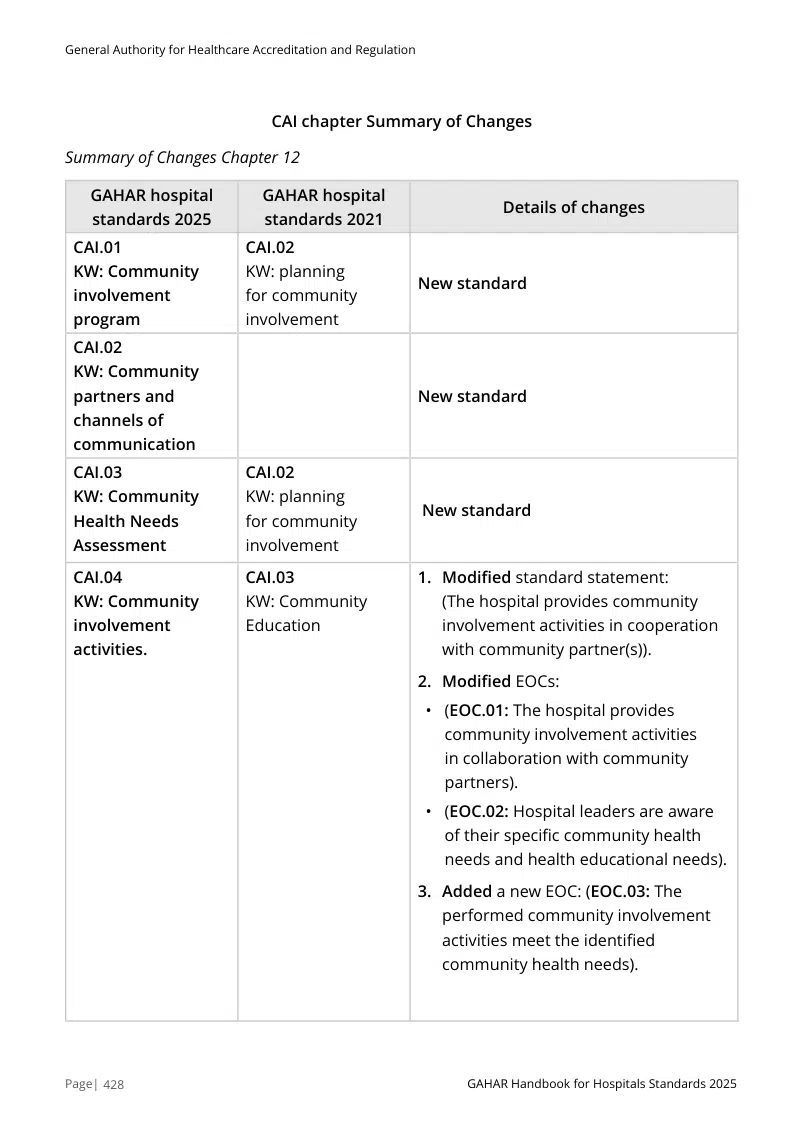 General Authority for Healthcare Accreditation and Regulation
CAI chapter Summary of Changes
Summary of Changes Chapter 12
GAHAR hospital
standards 2025
GAHAR hospital
standards 2021
Details of changes
CAI.01
KW: Community
involvement
program
CAI.02
KW: planning
for community
involvement
New standard
CAI.02
KW: Community
partners and
channels of
communication
New standard
CAI.03
KW: Community
Health Needs
Assessment
CAI.02
KW: planning
for community
involvement
New standard
CAI.04
KW: Community
involvement
activities.
CAI.03
KW: Community
Education
1. Modified standard statement:
(The hospital provides community
involvement activities in cooperation
with community partner(s)).
2. Modified EOCs:
• (EOC.01: The hospital provides
community involvement activities
in collaboration with community
partners).
• (EOC.02: Hospital leaders are aware
of their specific community health
needs and health educational needs).
3. Added a new EOC: (EOC.03: The
performed community involvement
activities meet the identified
community health needs).
Page| 428
GAHAR Handbook for Hospitals Standards 2025